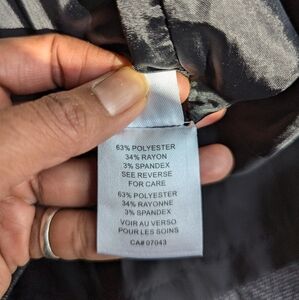 63% POLYESTER
34% RAYON
3% SPANDEX
SEE REVERSE
FOR CARE
63% POLYESTER
34% RAYONNE
3% SPANDEX
VOIR AU VERSO
POUR LES SOINS
CA# 07043